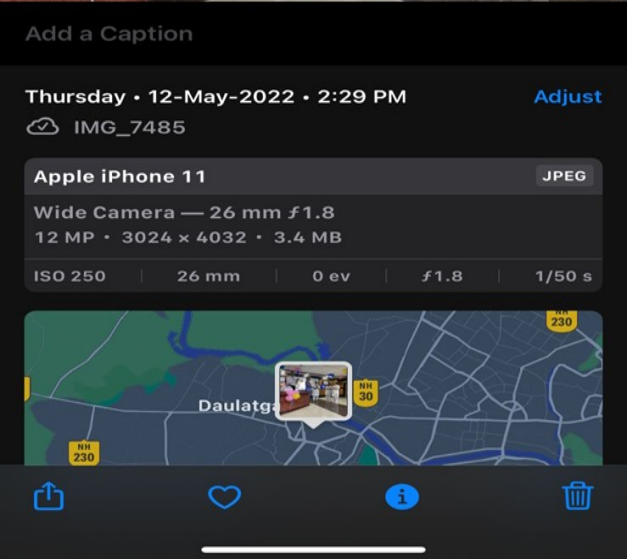 Add a Caption
Thursday • 12-May-2022 • 2:29 PM
Adjust
IMG_7485
Apple iPhone 11
JPEG
Wide Camera — 26 mm ƒ1.8
12 MP • 3024 × 4032 • 3.4 MB
ISO 250
26 mm
0 ev
ƒ1.8
1/50 s
NH
230
NH
30
Daulatga
NH
230